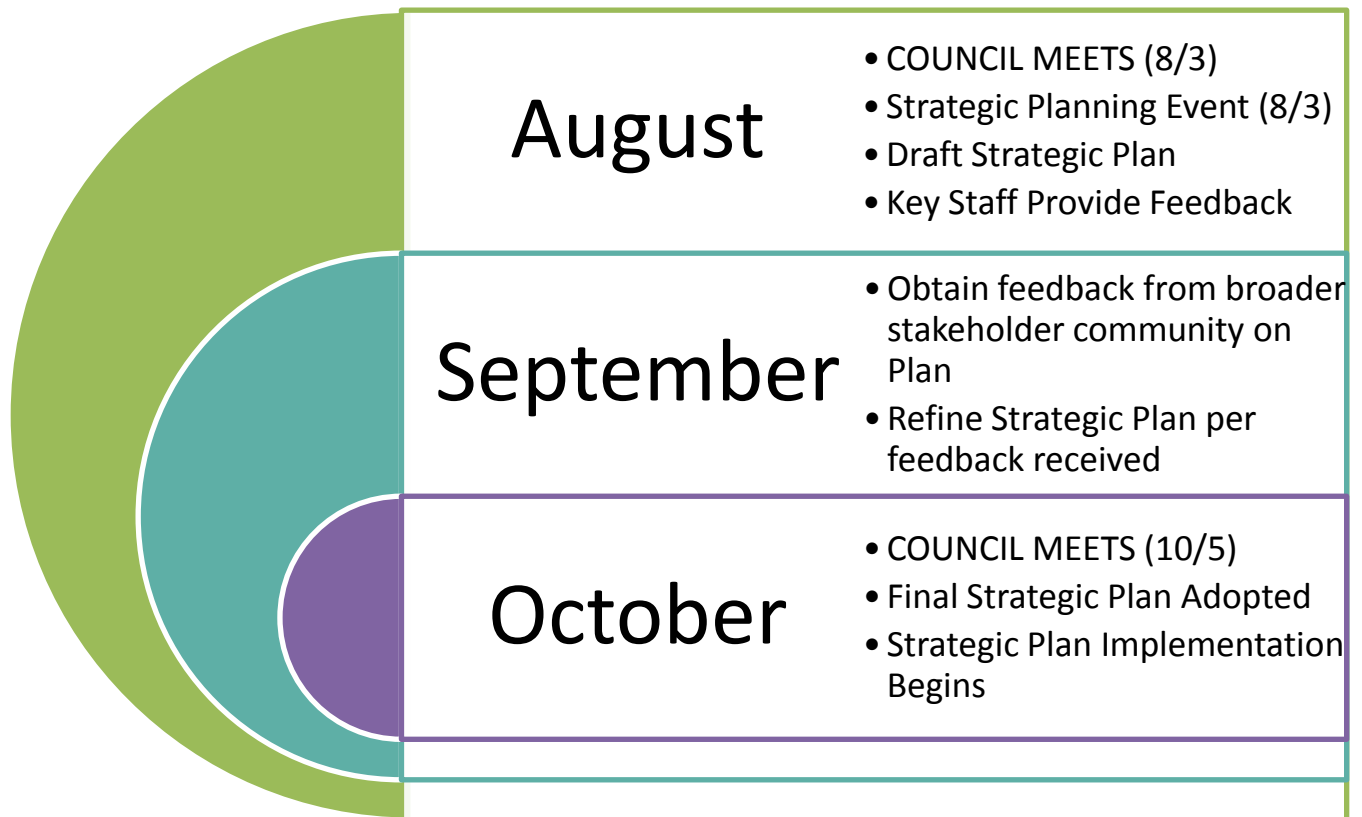 August
• COUNCIL MEETS (8/3)
• Strategic Planning Event (8/3)
• Draft Strategic Plan
• Key Staff Provide Feedback
September
• Obtain feedback from broader
stakeholder community on
Plan
• Refine Strategic Plan per
feedback received
October
• COUNCIL MEETS (10/5)
• Final Strategic Plan Adopted
• Strategic Plan Implementation
Begins